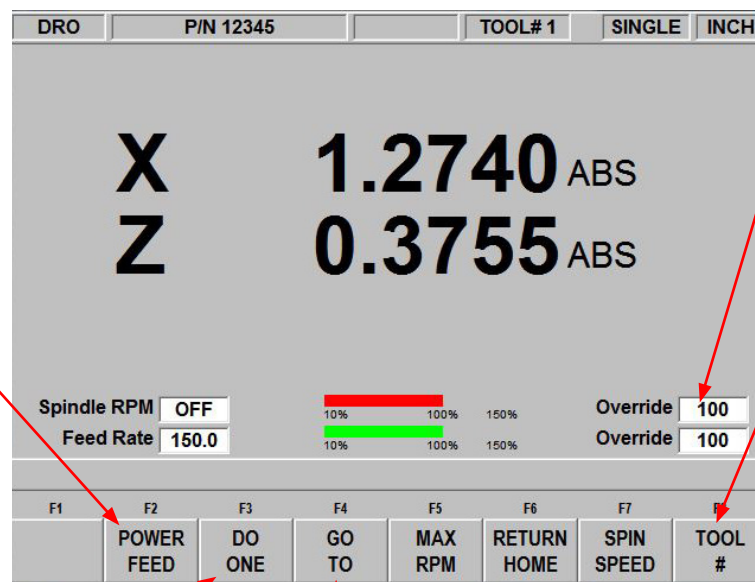 DRO P/N 12345 TOOL# 1 SINGLE INCH
X 1.2740 ABS
Z 0.3755 ABS
Spindle RPM OFF 10% 100% 150% Override 100
Feed Rate 150.0 10% 100% 150% Override 100
F1 F2 F3 F4 F5 F6 F7
POWER DO GO MAX RETURN SPIN TOOL
FEED ONE TO RPM HOME SPEED #